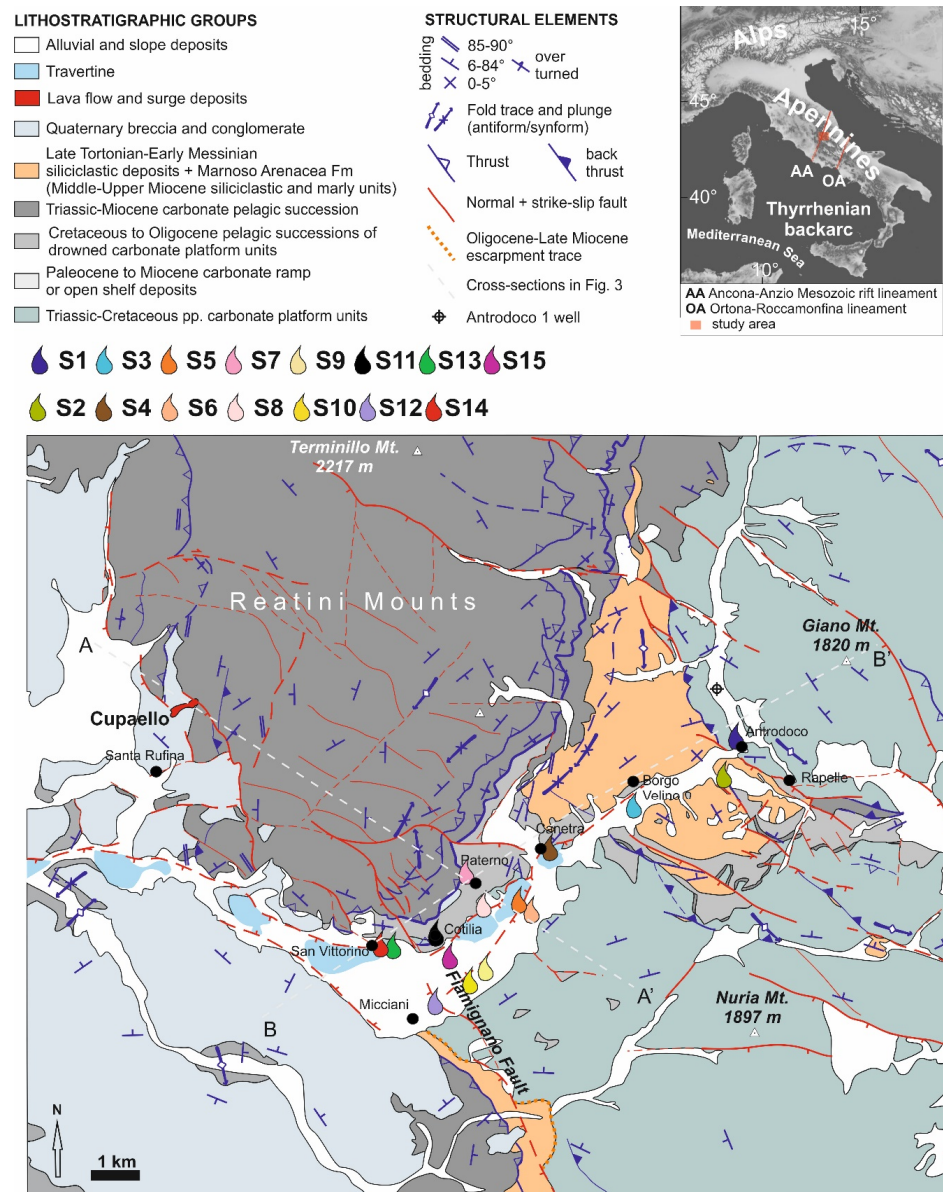 LITHOSTRATIGRAPHIC GROUPS
Alluvial and slope deposits
Travertine
Lava flow and surge deposits
Quaternary breccia and conglomerate
Late Tortonian-Early Messinian
siliciclastic deposits + Marnoso Arenacea Fm
(Middle-Upper Miocene siliciclastic and marly units)
Triassic-Miocene carbonate pelagic succession
Cretaceous to Oligocene pelagic successions of
drowned carbonate platform units
Paleocene to Miocene carbonate ramp
or open shelf deposits
Triassic-Cretaceous pp. carbonate platform units
STRUCTURAL ELEMENTS
bedding
85-90°
6-84°
0-5°
over
turned
Fold trace and plunge
(antiform/synform)
Thrust
back
thrust
Normal + strike-slip fault
Oligocene-Late Miocene
escarpment trace
Cross-sections in Fig. 3
Antrodoco 1 well
Alps
15°
45°
Apennines
AA
OA
40°
Thyrrhenian
backarc
Mediterranean Sea
10°
AA Ancona-Anzio Mesozoic rift lineament
OA Ortona-Roccamonfina lineament
study area
S1 S3 S5 S7 S9 S11 S13 S15
S2 S4 S6 S8 S10 S12 S14
Terminillo Mt.
2217 m
Reatini Mounts
A
Giano Mt.
1820 m
B'
Cupaello
Santa Rufina
Antrodoco
Rapelle
Borgo
Velino
Canetra
Paterno
Cotilia
San Vittorino
Micciani
Fiamignano Fault
A'
Nuria Mt.
1897 m
B
N
1 km